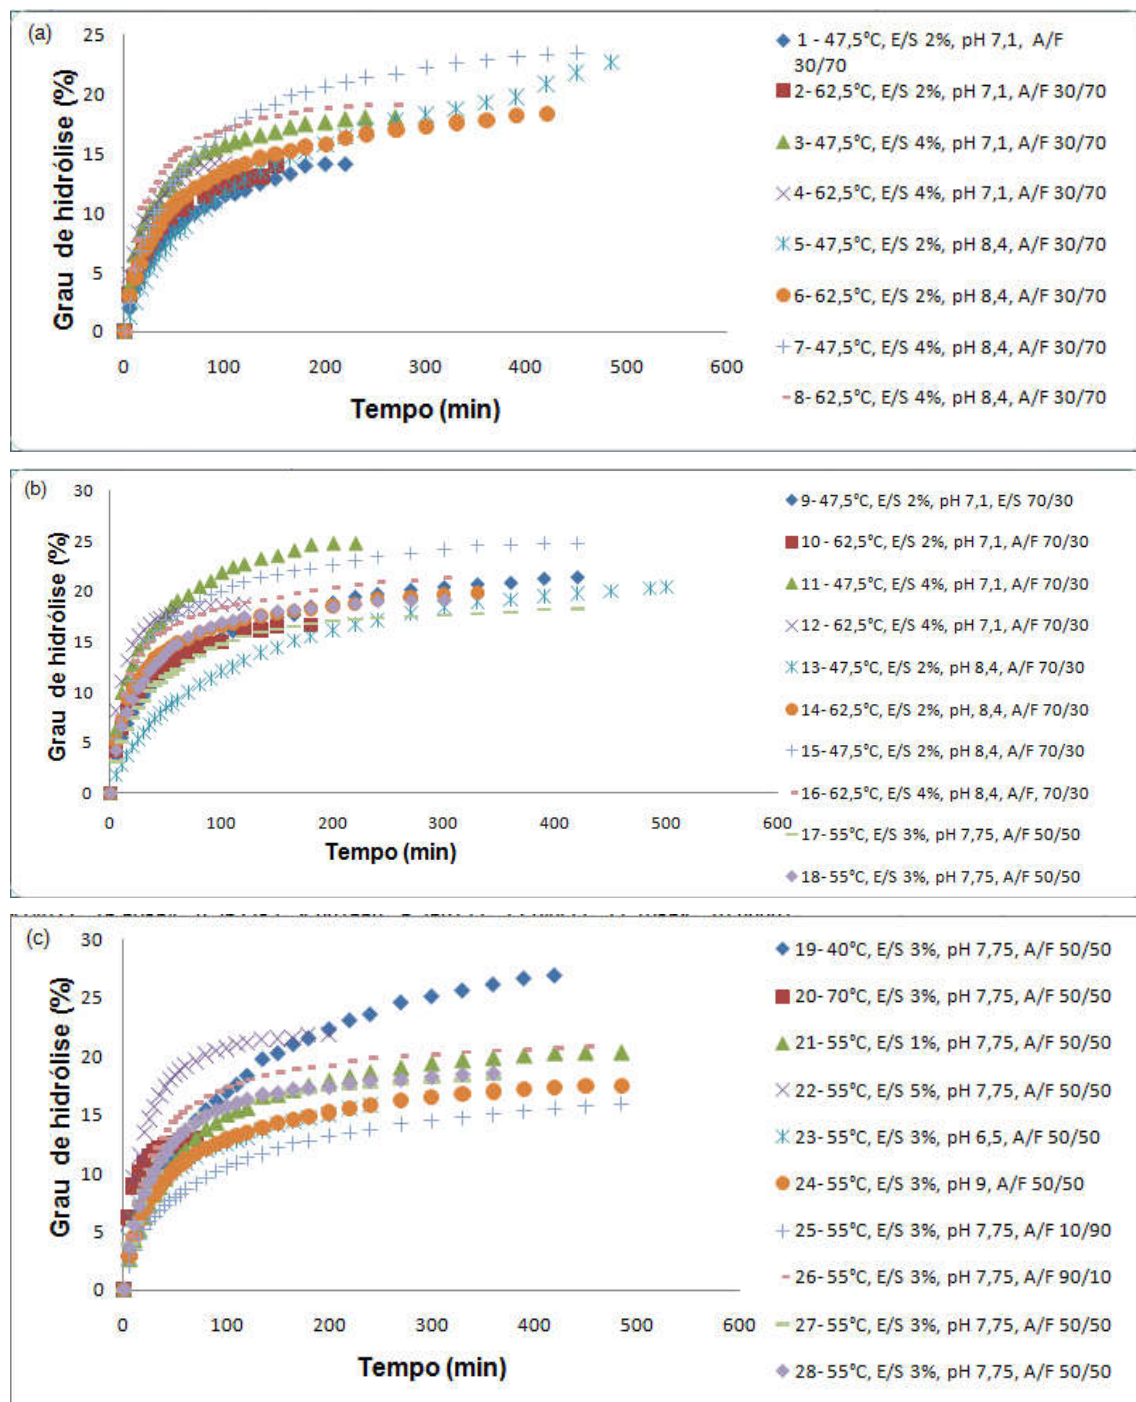 (a)
Grau de hidrólise (%)
25
20
15
10
5
0
0 100 200 300 400 500 600
Tempo (min)
1 - 47,5°C, E/S 2%, pH 7,1, A/F
30/70
2- 62,5°C, E/S 2%, pH 7,1, A/F 30/70
3- 47,5°C, E/S 4%, pH 7,1, A/F 30/70
4- 62,5°C, E/S 4%, pH 7,1, A/F 30/70
5- 47,5°C, E/S 2%, pH 8,4, A/F 30/70
6- 62,5°C, E/S 2%, pH 8,4, A/F 30/70
7- 47,5°C, E/S 4%, pH 8,4, A/F 30/70
8- 62,5°C, E/S 4%, pH 8,4, A/F 30/70
(b)
Grau de hidrólise (%)
30
25
20
15
10
5
0
0 100 200 300 400 500 600
Tempo (min)
9- 47,5°C, E/S 2%, pH 7,1, E/S 70/30
10 - 62,5°C, E/S 2%, pH 7,1, A/F 70/30
11 - 47,5°C, E/S 4%, pH 7,1, A/F 70/30
12 - 62,5°C, E/S 4%, pH 7,1, A/F 70/30
13- 47,5°C, E/S 2%, pH 8,4, A/F 70/30
14- 62,5°C, E/S 2%, pH, 8,4, A/F 70/30
15- 47,5°C, E/S 2%, pH 8,4, A/F 70/30
16- 62,5°C, E/S 4%, pH 8,4, A/F, 70/30
17- 55°C, E/S 3%, pH 7,75, A/F 50/50
18- 55°C, E/S 3%, pH 7,75, A/F 50/50
(c)
Grau de hidrólise (%)
30
25
20
15
10
5
0
0 100 200 300 400 500 600
Tempo (min)
19- 40°C, E/S 3%, pH 7,75, A/F 50/50
20- 70°C, E/S 3%, pH 7,75, A/F 50/50
21- 55°C, E/S 1%, pH 7,75, A/F 50/50
22- 55°C, E/S 5%, pH 7,75, A/F 50/50
23- 55°C, E/S 3%, pH 6,5, A/F 50/50
24- 55°C, E/S 3%, pH 9, A/F 50/50
25- 55°C, E/S 3%, pH 7,75, A/F 10/90
26- 55°C, E/S 3%, pH 7,75, A/F 90/10
27- 55°C, E/S 3%, pH 7,75, A/F 50/50
28- 55°C, E/S 3%, pH 7,75, A/F 50/50